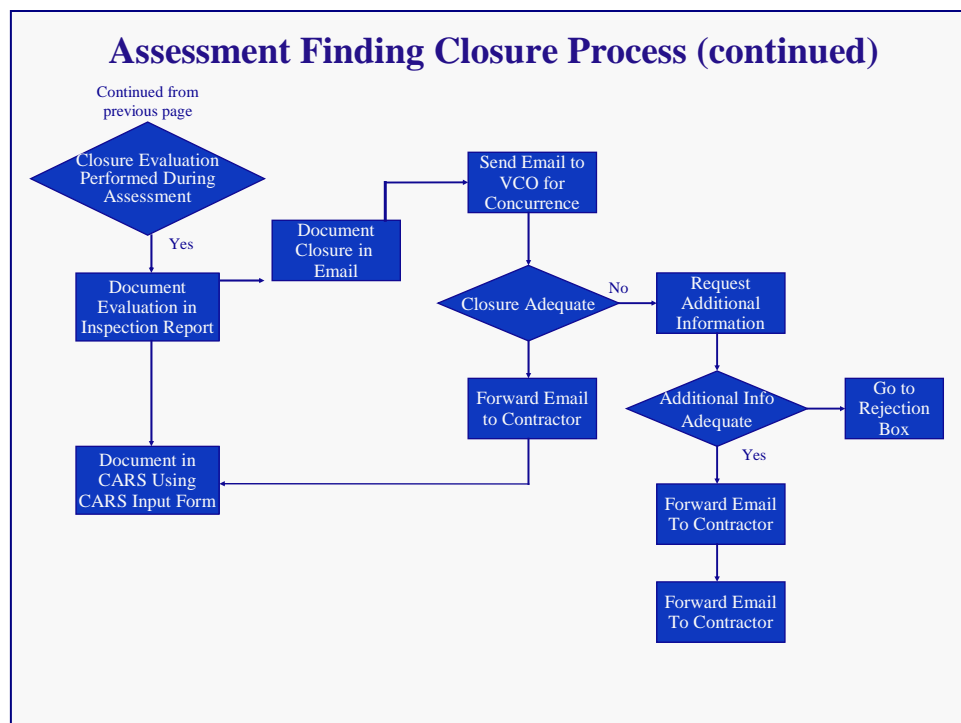 Assessment Finding Closure Process (continued)
Continued from
previous page
Closure Evaluation
Performed During
Assessment
Yes
Document
Evaluation in
Inspection Report
Document
Closure in
Email
Send Email to
VCO for
Concurrence
Closure Adequate
No
Request
Additional
Information
Forward Email
to Contractor
Additional Info
Adequate
Go to
Rejection
Box
Yes
Document in
CARS Using
CARS Input Form
Forward Email
To Contractor
Forward Email
To Contractor